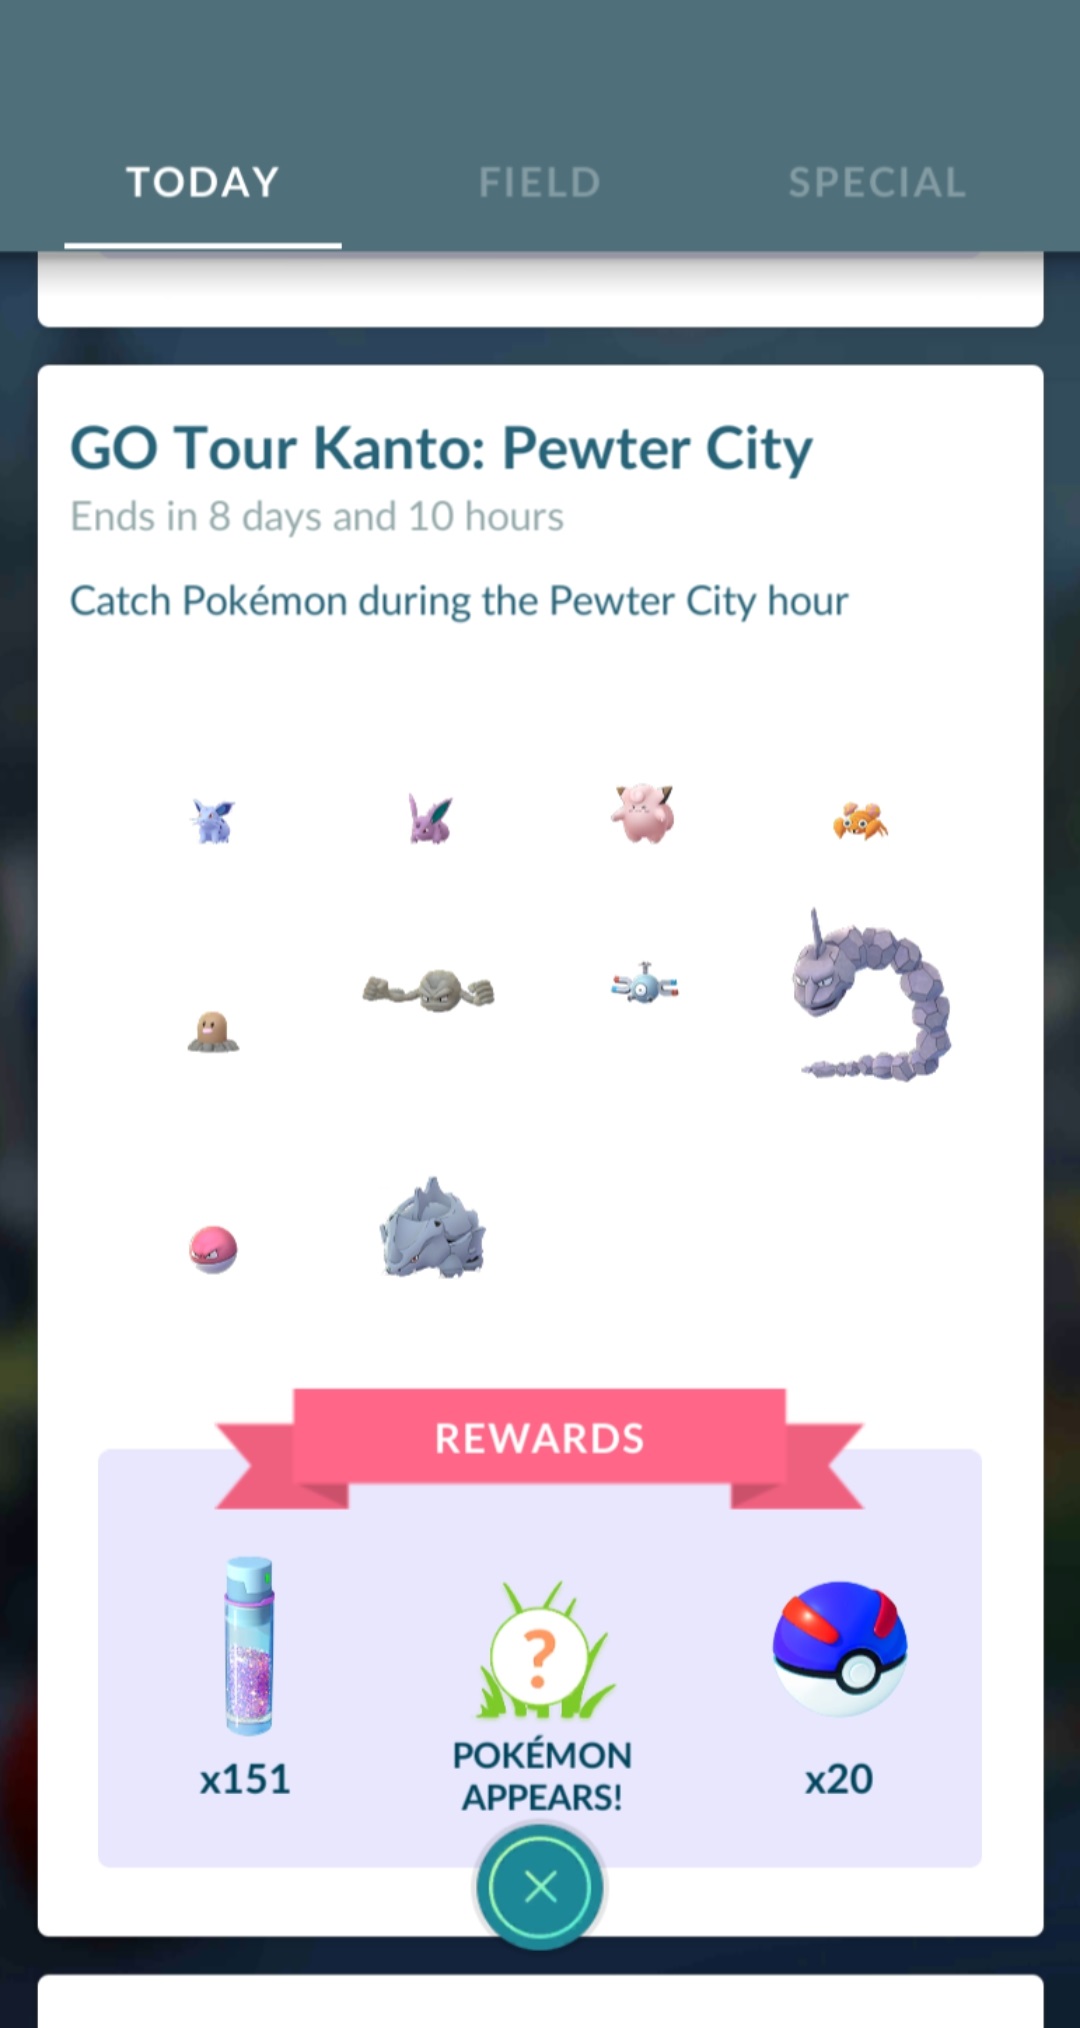 TODAY FIELD SPECIAL
GO Tour Kanto: Pewter City
Ends in 8 days and 10 hours
Catch Pokémon during the Pewter City hour
REWARDS
?
x151
POKÉMON
APPEARS!
x20